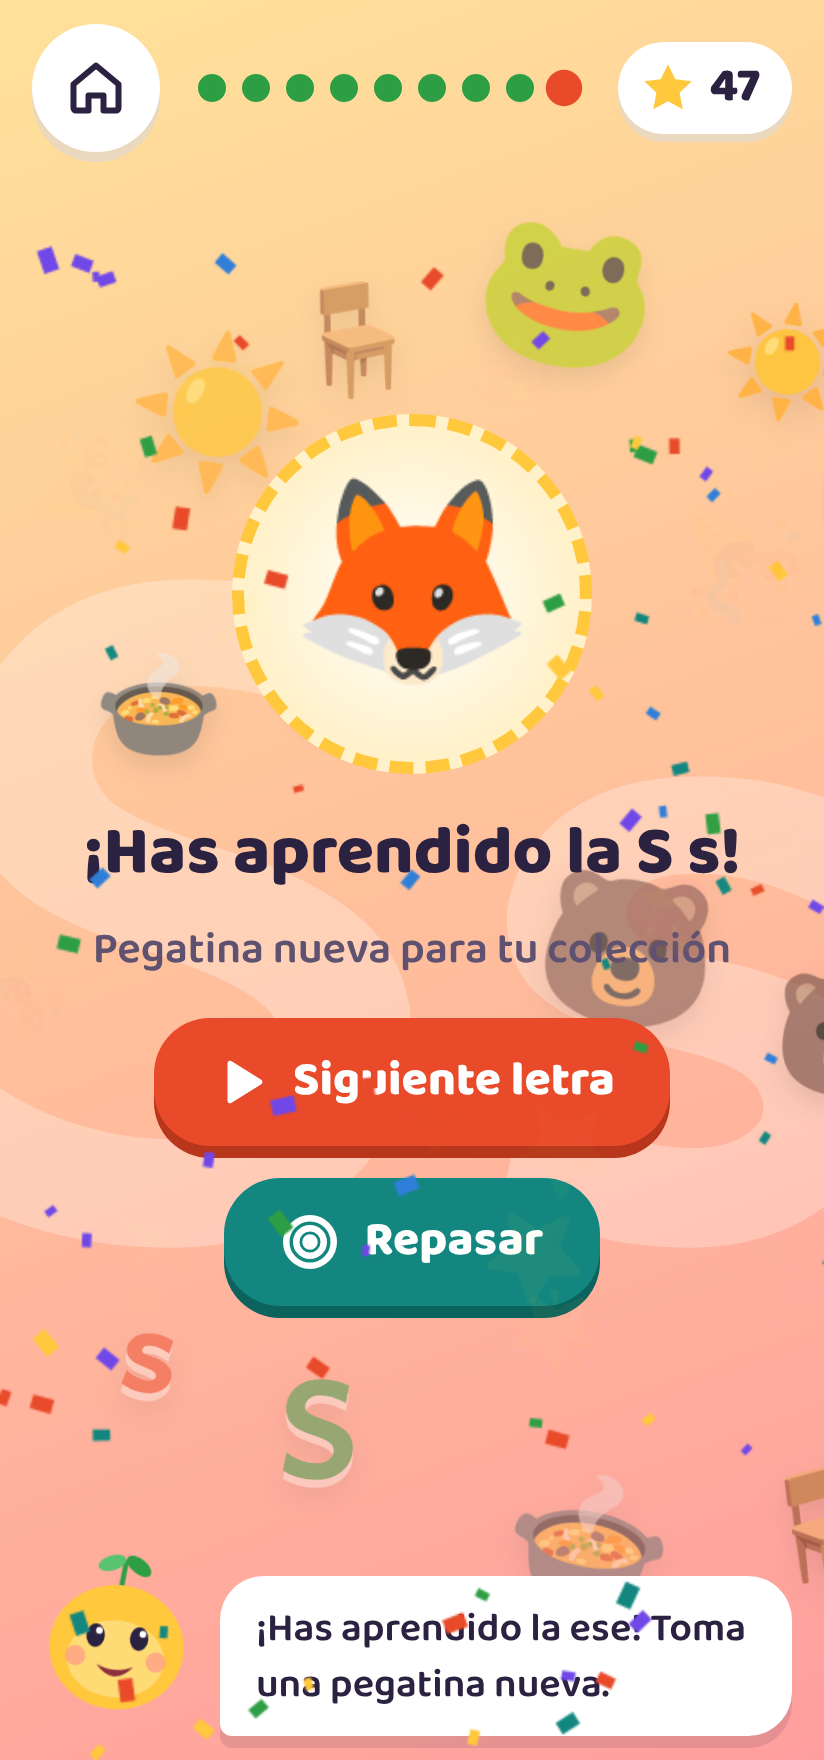 47
¡Has aprendido la S s!
Pegatina nueva para tu colección
Siguiente letra
Repasar
s
S
¡Has aprendido la ese! Toma
una pegatina nueva.